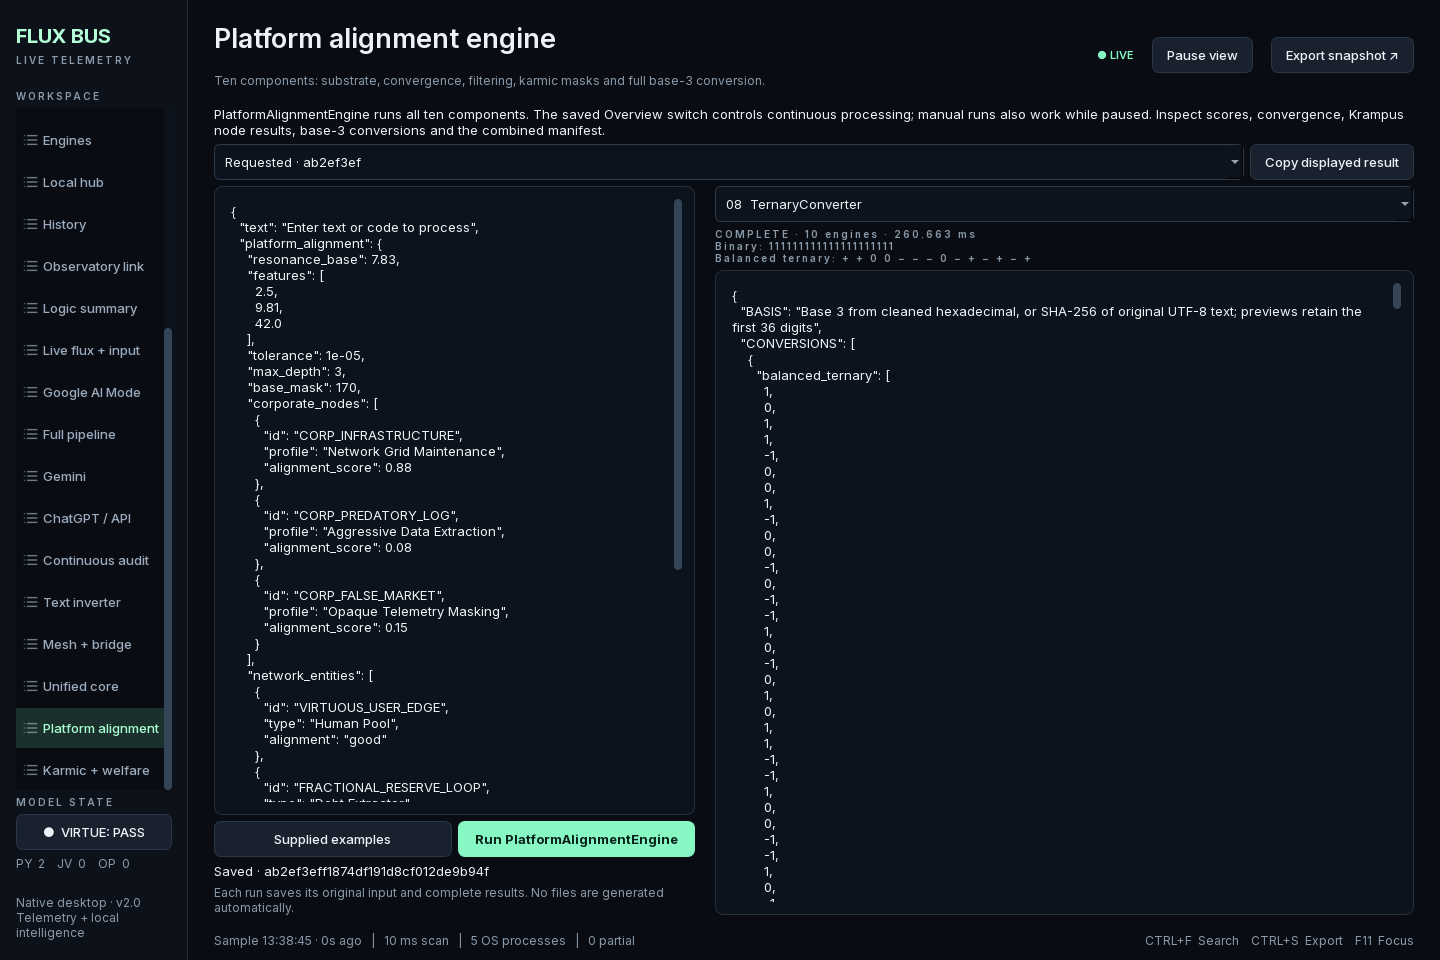 FLUX BUS
LIVE TELEMETRY
WORKSPACE
Engines
Local hub
History
Observatory link
Logic summary
Live flux + input
Google AI Mode
Full pipeline
Gemini
ChatGPT / API
Continuous audit
Text inverter
Mesh + bridge
Unified core
Platform alignment
Karmic + welfare
MODEL STATE
VIRTUE: PASS
PY 2 JV 0 OP 0
Native desktop · v2.0
Telemetry + local
intelligence
Platform alignment engine
Ten components: substrate, convergence, filtering, karmic masks and full base-3 conversion.
LIVE
Pause view
Export snapshot ↗
PlatformAlignmentEngine runs all ten components. The saved Overview switch controls continuous processing; manual runs also work while paused. Inspect scores, convergence, Krampus
node results, base-3 conversions and the combined manifest.
Requested · ab2ef3ef
Copy displayed result
{
"text": "Enter text or code to process",
"platform_alignment": {
"resonance_base": 7.83,
"features": [
2.5,
9.81,
42.0
],
"tolerance": 1e-05,
"max_depth": 3,
"base_mask": 170,
"corporate_nodes": [
{
"id": "CORP_INFRASTRUCTURE",
"profile": "Network Grid Maintenance",
"alignment_score": 0.88
},
{
"id": "CORP_PREDATORY_LOG",
"profile": "Aggressive Data Extraction",
"alignment_score": 0.08
},
{
"id": "CORP_FALSE_MARKET",
"profile": "Opaque Telemetry Masking",
"alignment_score": 0.15
}
],
"network_entities": [
{
"id": "VIRTUOUS_USER_EDGE",
"type": "Human Pool",
"alignment": "good"
},
{
"id": "FRACTIONAL_RESERVE_LOOP",
"type": "Debt Extractor"
Supplied examples
Run PlatformAlignmentEngine
Saved · ab2ef3eff1874df191d8cf012de9b94f
Each run saves its original input and complete results. No files are generated
automatically.
08 TernaryConverter
COMPLETE · 10 engines · 260.663 ms
Balanced ternary: + + 0 0 − − − 0 − + − + − +
{
"BASIS": "Base 3 from cleaned hexadecimal, or SHA-256 of original UTF-8 text; previews retain the
first 36 digits",
"CONVERSIONS": [
{
"balanced_ternary": [
1,
0,
1,
1,
-1,
0,
0,
1,
-1,
0,
0,
-1,
0,
-1,
-1,
1,
0,
-1,
0,
1,
0,
1,
1,
-1,
-1,
1,
0,
0,
-1,
-1,
1,
0,
Sample 13:38:45 · 0s ago | 10 ms scan | 5 OS processes | 0 partial
CTRL+F Search CTRL+S Export F11 Focus